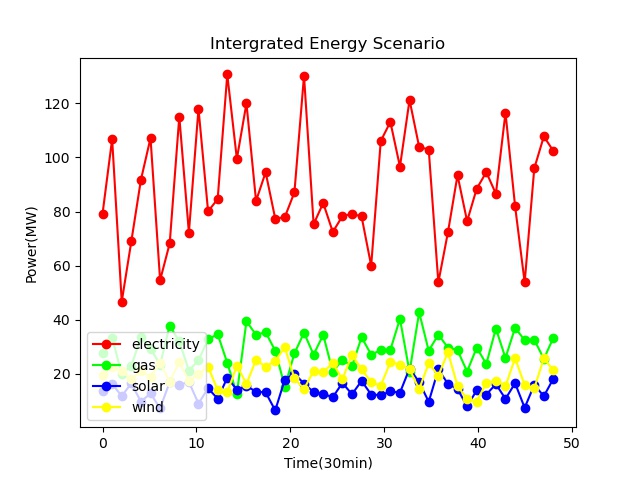 Intergrated Energy Scenario
Power(MW)
120
100
80
60
40
20
electricity
gas
solar
wind
0 10 20 30 40 50
Time(30min)